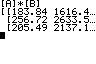 [A]*[B]
[[183.84 1616.4…
 [256.72 2633.5…
 [205.49 2137.1…